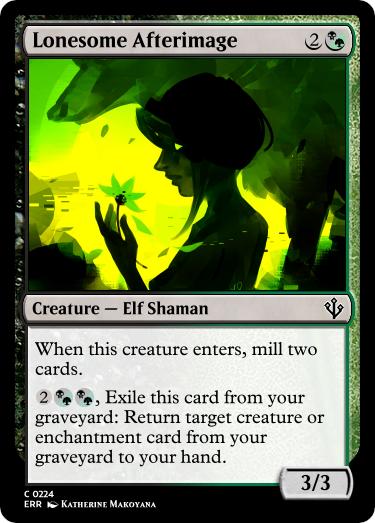 Lonesome Afterimage 2
Creature — Elf Shaman
When this creature enters, mill two
cards.
2 , Exile this card from your
graveyard: Return target creature or
enchantment card from your
graveyard to your hand.
3/3
C 0224
ERR Katherine Makoyana